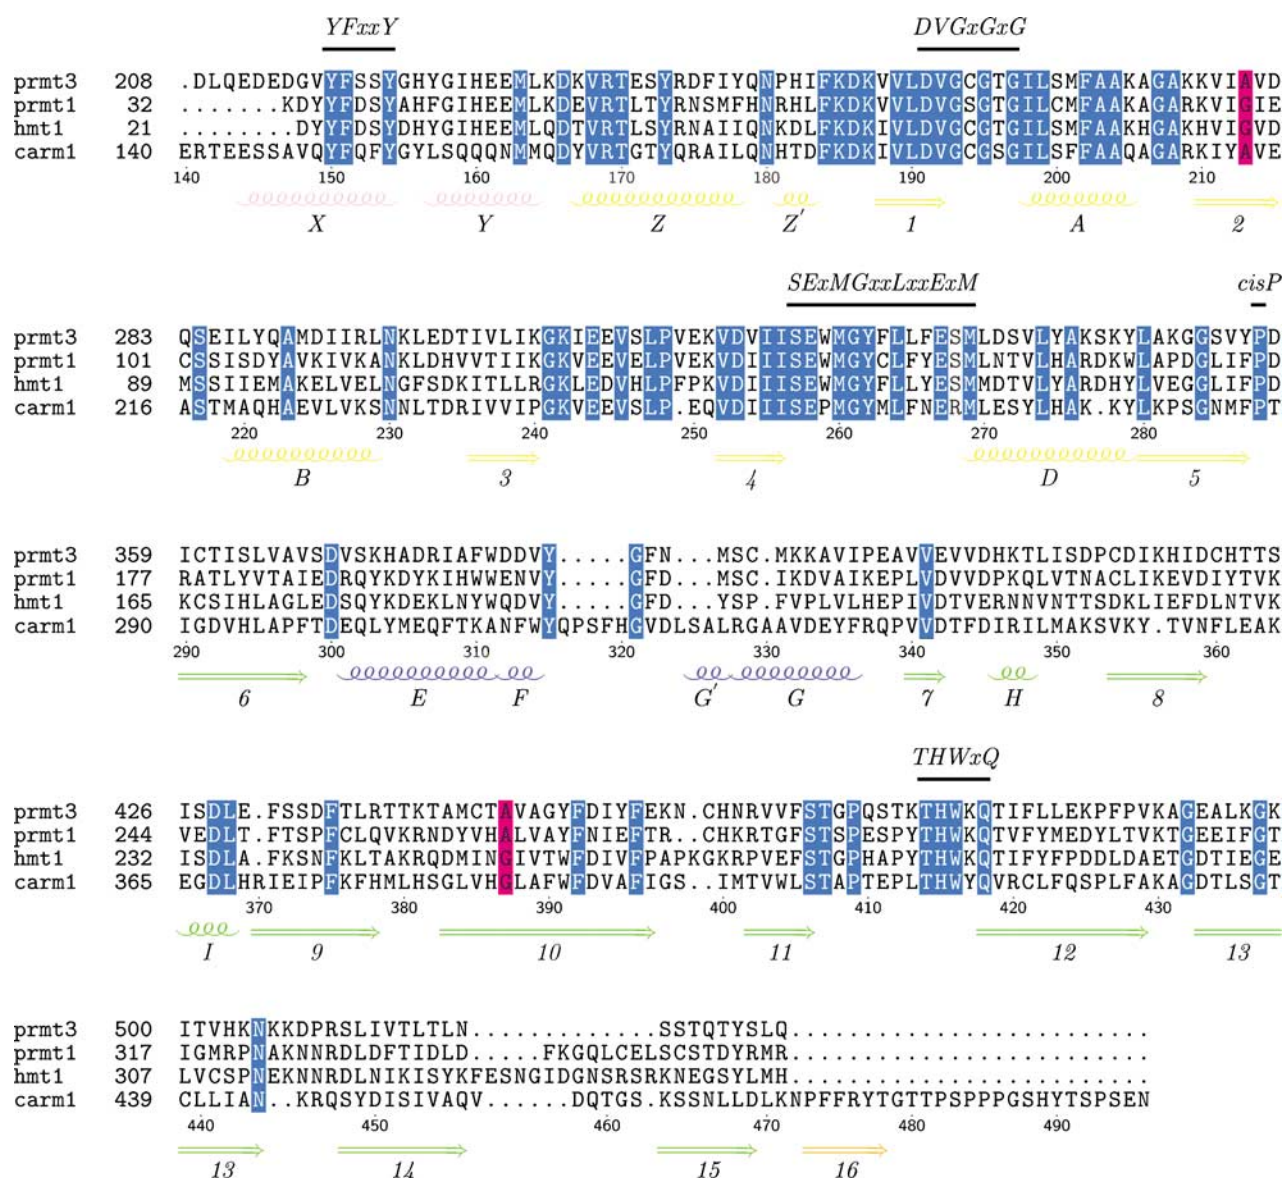 YFxxY DVGxGxG
prmt3 208 .DLQEDEDGVYFSSYGHYGIHEEMLKDKVRTESYRDFIYQNPHIFKDKVVLDVGCGTGILSMFAAKAGAKKVIAVD
prmt1 32 .......KDYYFDSYAHFGIHEEMLKDEVRTLTYRNSMFHNRHLFKDKVVLDVGSGTGILCMFAAKAGARKVIGIE
hmt1 21 ........DYYFDSYDHYGIHEEMLQDTVRTLSYRNAIIQNKDLFKDKIVLDVGCGTGILSMFAAKHGAKHVIGVD
carm1 140 ERTEESSAVQYFQFYGYLSQQQNMMQDYVRTGTYQRAILQNHTDFKDKIVLDVGCGSGILSFFAAQAGARKIYAVE
140 150 160 170 180 190 200 210
X Y Z Z' 1 A 2
SExMGxxLxxExM cisP
prmt3 283 QSEILYQAMDIIRLNKLEDTIVLIKGKIEEVSLPVEKVDVIISEWMGYFLLFESMLDSVLYAKSKYLAKGGSVYPD
prmt1 101 CSSISDYAVKIVKANKLDHVVTIIKGKVEEVELPVEKVDIIISEWMGYCLFYESMLNTVLHARDKWLAPDGLIFPD
hmt1 89 MSSIIEMAKELVELNGFSDKITLLRGKLEDVHLPFPKVDIIISEWMGYFLLYESMMDTVLYARDHYLVEGGLIFPD
carm1 216 ASTMAQHAEVLVKSNNLTDRIVVIPGKVEEVSLP.EQVDIIISEPMGYMLFNERMLESYLHAK.KYLKPSGNMFPT
220 230 240 250 260 270 280
B 3 4 D 5
prmt3 359 ICTISLVAVSDVSKHADRIAFWDDVY.....GFN...MSC.MKKAVIPEAVVEVVDHKTLISDPCDIKHIDCHTTS
prmt1 177 RATLYVTAIEDRQYKDYKIHWWENVY.....GFD...MSC.IKDVAIKEPLVDVVDPKQLVTNACLIKEVDIYTVK
hmt1 165 KCSIHLAGLEDSQYKDEKLNYWQDVY.....GFD...YSP.FVPLVLHEPIVDTVERNNVNTTSDKLIEFDLNTVK
carm1 290 IGDVHLAPFTDEQLYMEQFTKANFWYQPSFHGVDLSALRGAAVDEYFRQPVVDTFDIRILMAKSVKY.TVNFLEAK
290 300 310 320 330 340 350 360
6 E F G' G 7 H 8
THWxQ
prmt3 426 ISDLE.FSSDFTLRTTKTAMCTAVAGYFDIYFEKN.CHNRVVFSTGPQSTKTHWKQTIFLLEKPFPVKAGEALKGK
prmt1 244 VEDLT.FTSPFCLQVKRNDYVHALVAYFNIEFTR..CHKRTGFSTSPESPYTHWKQTVFYMEDYLTVKTGEEIFGT
hmt1 232 ISDLA.FKSNFKLTAKRQDMINGIVTWFDIVFPAPKGKRPVEFSTGPHAPYTHWKQTIFYFPDDLDAETGDTIEGE
carm1 365 EGDLHRIEIPFKFHMLHSGLVHGLAFWFDVAFIGS..IMTVWLSTAPTEPLTHWYQVRCLFQSPLFAKAGDTLSGT
370 380 390 400 410 420 430
I 9 10 11 12 13
prmt3 500 ITVHKNKKDPRSLIVTLTLN.............SSTQTYSLQ......................
prmt1 317 IGMRPNAKNNRDLDFTIDLD.....FKGQLCELSCSTDYRMR......................
hmt1 307 LVCSPNEKNNRDLNIKISYKFESNGIDGNSRSRKNEGSYLMH......................
carm1 439 CLLIAN..KRQSYDISIVAQV......DQTGS.KSSNLLDLKNPFFRYTGTTPSPPPGSHYTSPSEN
440 450 460 470 480 490
13 14 15 16